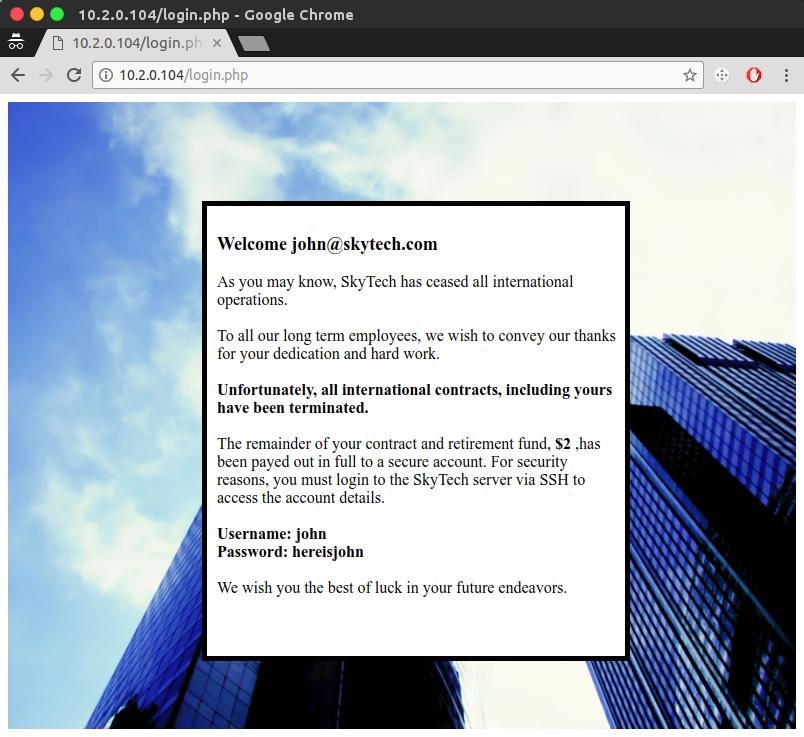 10.2.0.104/login.php - Google Chrome
10.2.0.104/login.ph
10.2.0.104/login.php
Welcome john@skytech.com
As you may know, SkyTech has ceased all international
operations.
To all our long term employees, we wish to convey our thanks
for your dedication and hard work.
Unfortunately, all international contracts, including yours
have been terminated.
The remainder of your contract and retirement fund, $2 ,has
been payed out in full to a secure account. For security
reasons, you must login to the SkyTech server via SSH to
access the account details.
Username: john
Password: hereisjohn
We wish you the best of luck in your future endeavors.